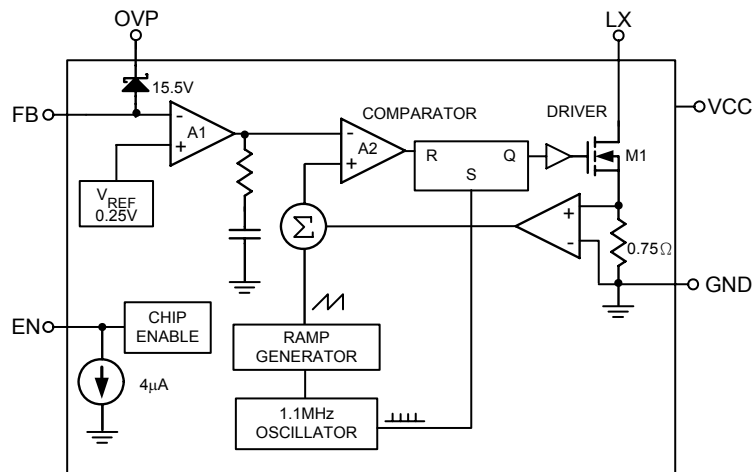 OVP
LX
15.5V
FB
COMPARATOR
DRIVER
VCC
-
A1
+
-
A2
+
R
Q
S
M1
VREF
0.25V
Σ
+
-
0.75Ω
GND
EN
CHIP
ENABLE
RAMP
GENERATOR
4μA
1.1MHz
OSCILLATOR